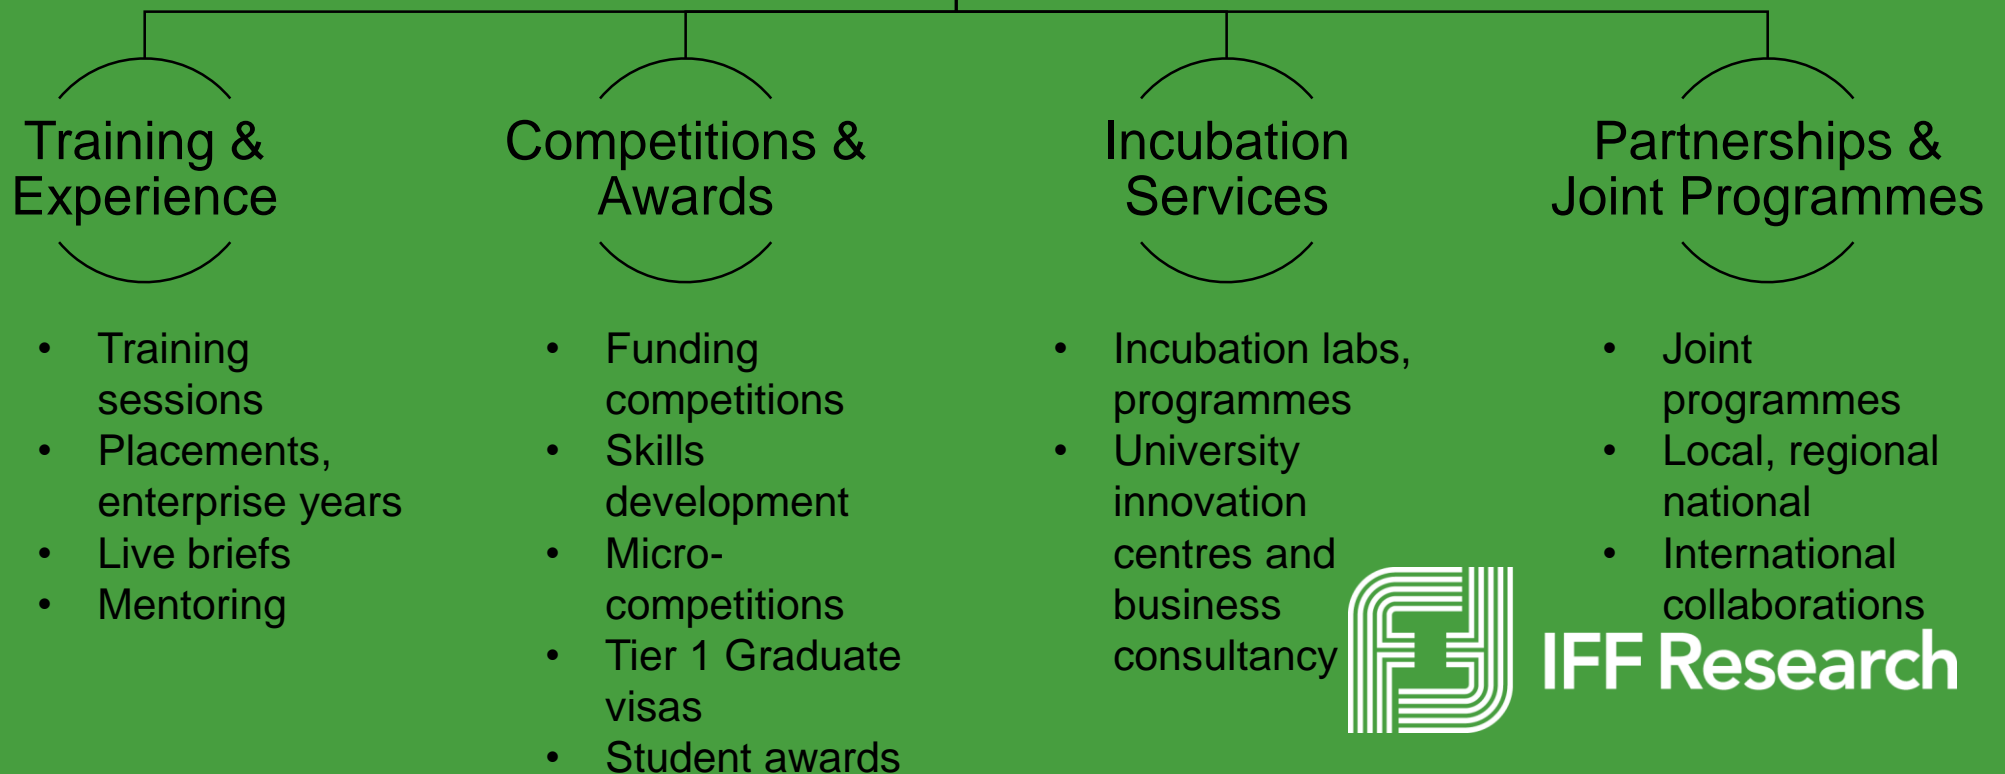 Training &
Experience
Competitions &
Awards
Incubation
Services
Partnerships &
Joint Programmes
• Training
sessions
• Placements,
enterprise years
• Live briefs
• Mentoring
• Funding
competitions
• Skills
development
• Micro-
competitions
• Tier 1 Graduate
visas
• Student awards
• Incubation labs,
programmes
• University
innovation
centres and
business
consultancy
• Joint
programmes
• Local, regional
national
• International
collaborations
IFF Research